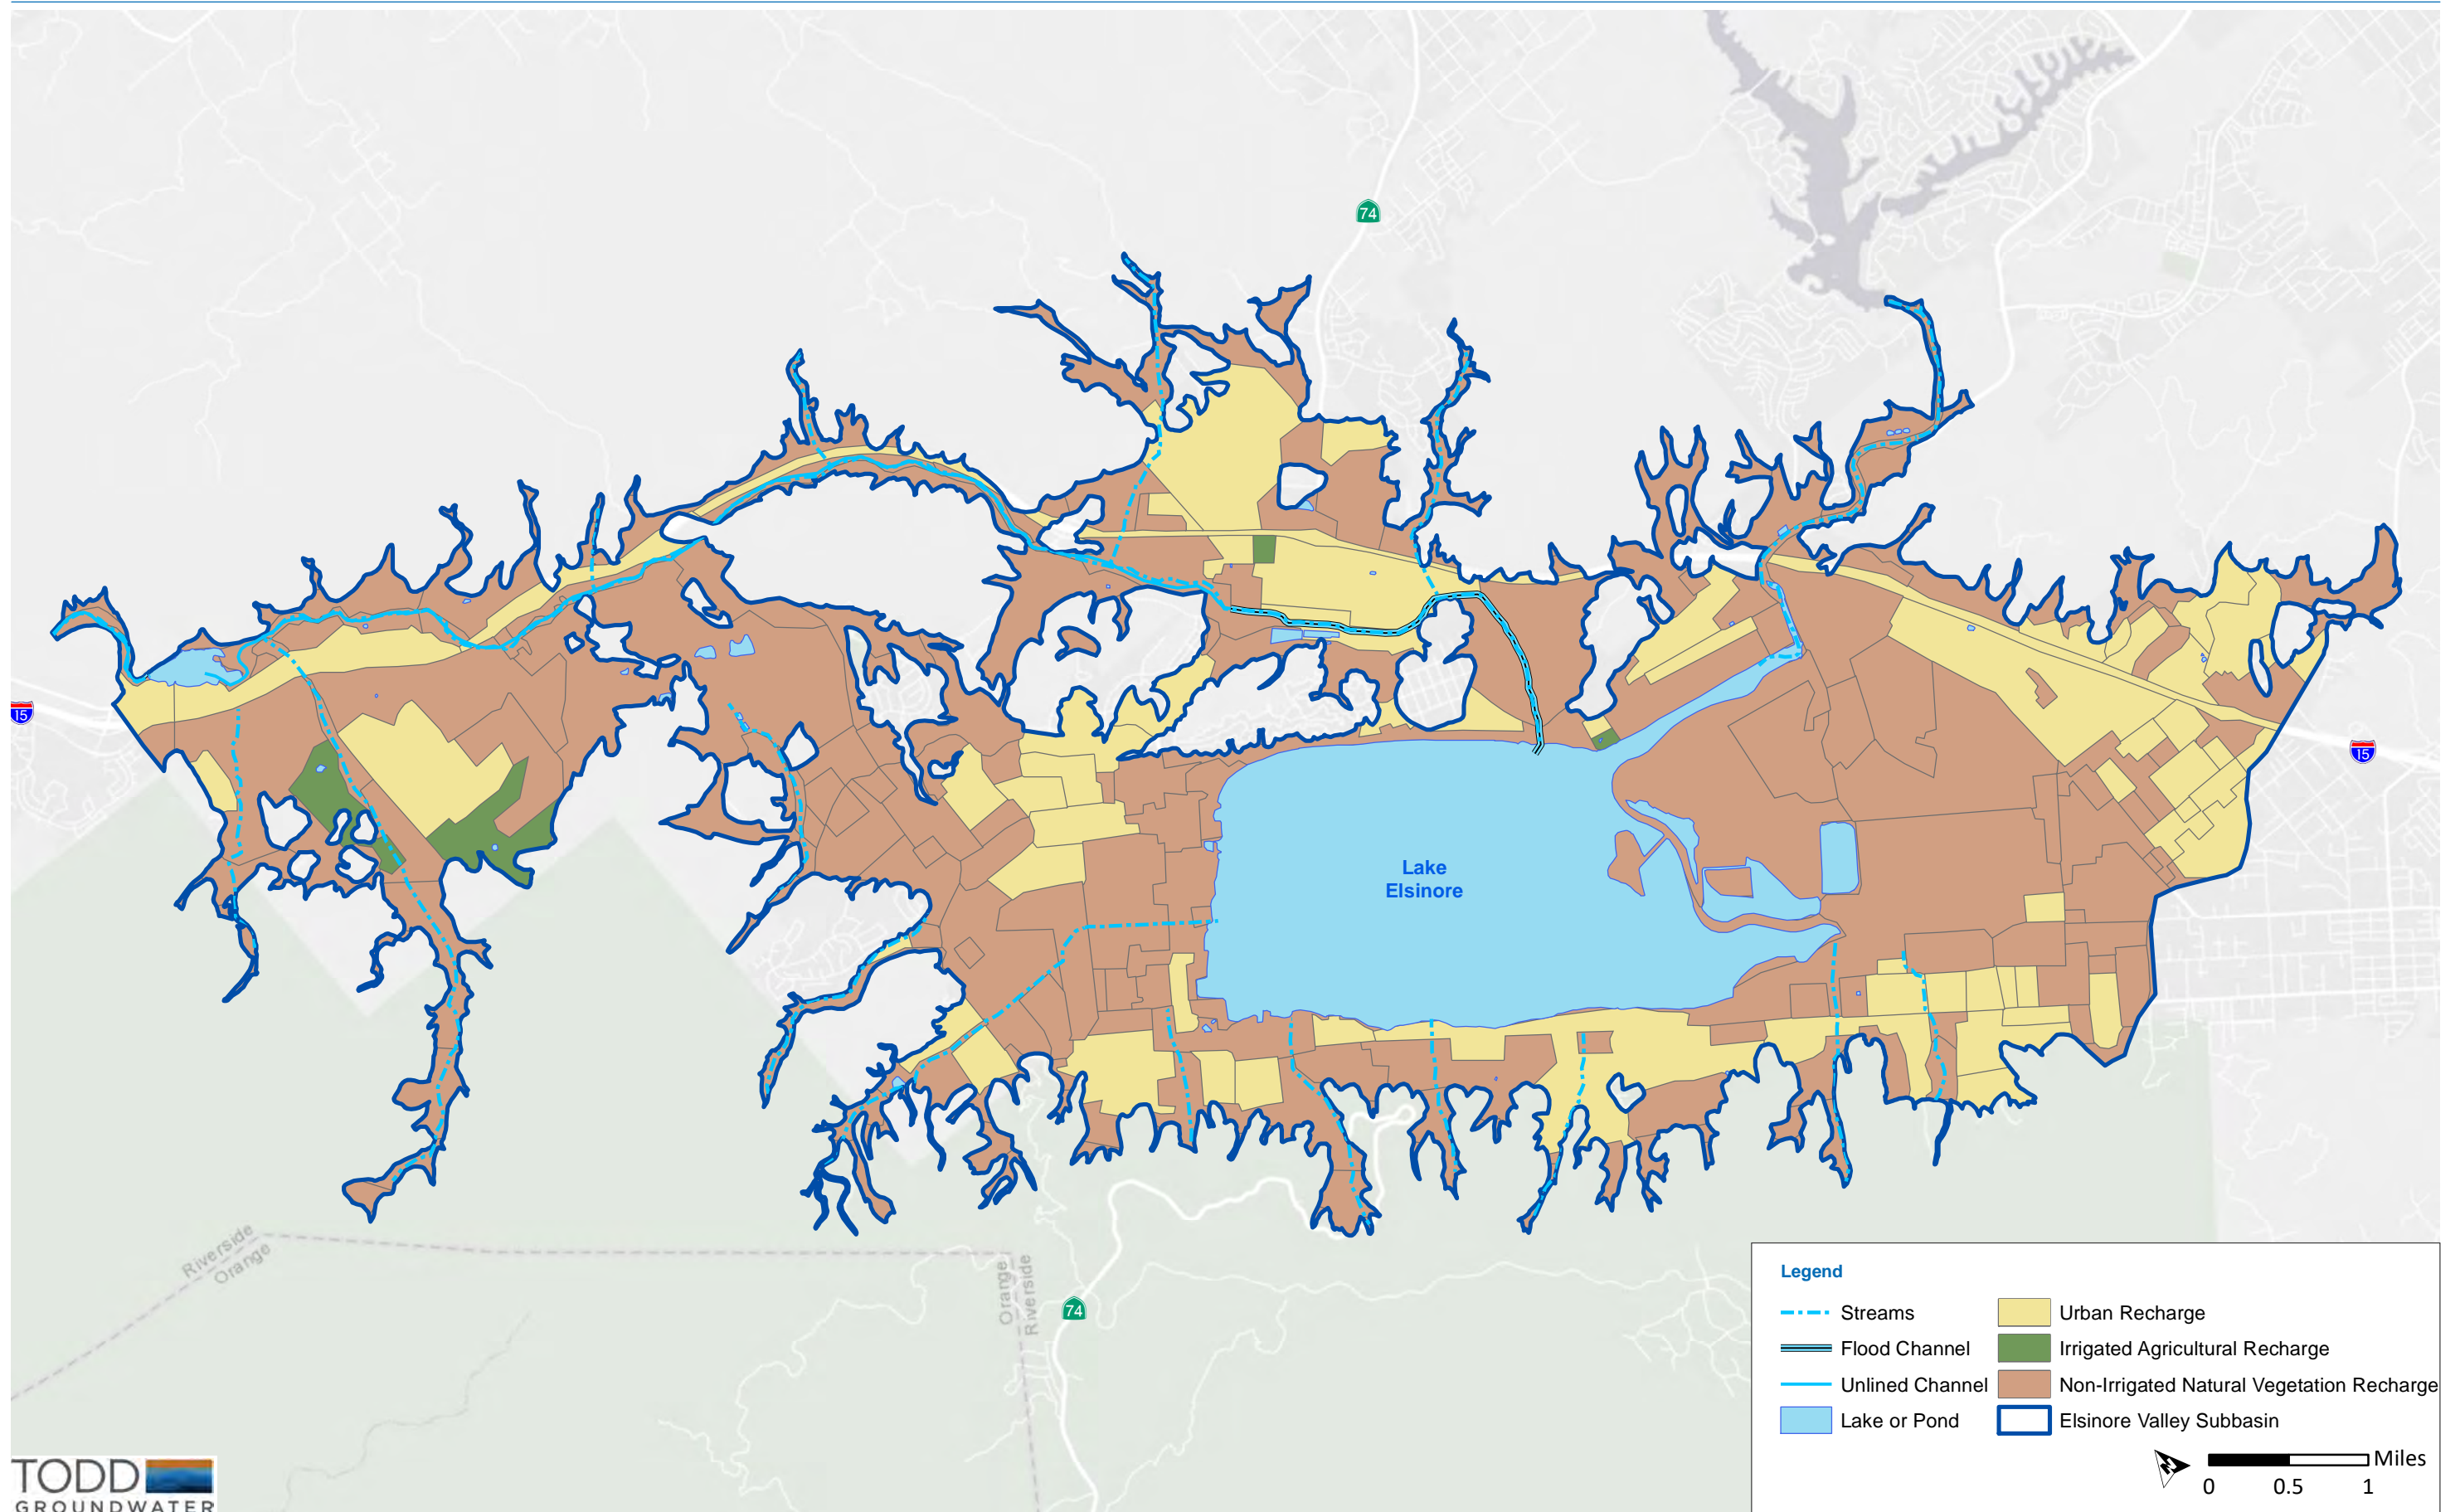 74
15
15
Lake
Elsinore
Riverside
Orange
Orange
Riverside
74
Legend
Streams
Flood Channel
Unlined Channel
Lake or Pond
Urban Recharge
Irrigated Agricultural Recharge
Non-Irrigated Natural Vegetation Recharge
Elsinore Valley Subbasin
N
Miles
0 0.5 1
TODD
GROUNDWATER